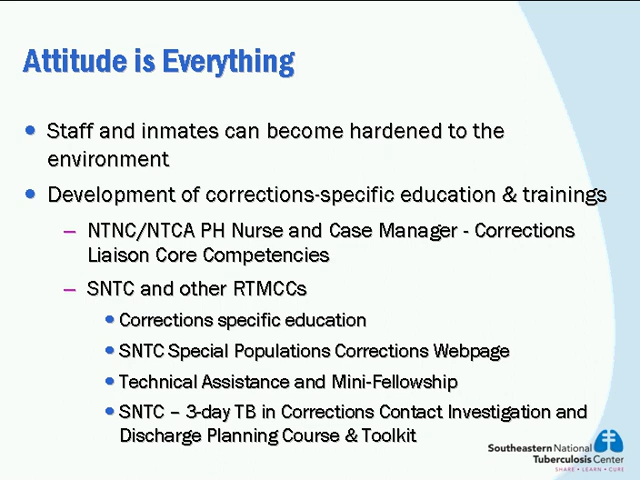 Attitude is Everything
• Staff and inmates can become hardened to the
environment
• Development of corrections-specific education & trainings
– NTNC/NTCA PH Nurse and Case Manager - Corrections
Liaison Core Competencies
– SNTC and other RTMCCs
• Corrections specific education
• SNTC Special Populations Corrections Webpage
• Technical Assistance and Mini-Fellowship
• SNTC – 3-day TB in Corrections Contact Investigation and
Discharge Planning Course & Toolkit
Southeastern National
Tuberculosis Center
SHARE • LEARN • CURE